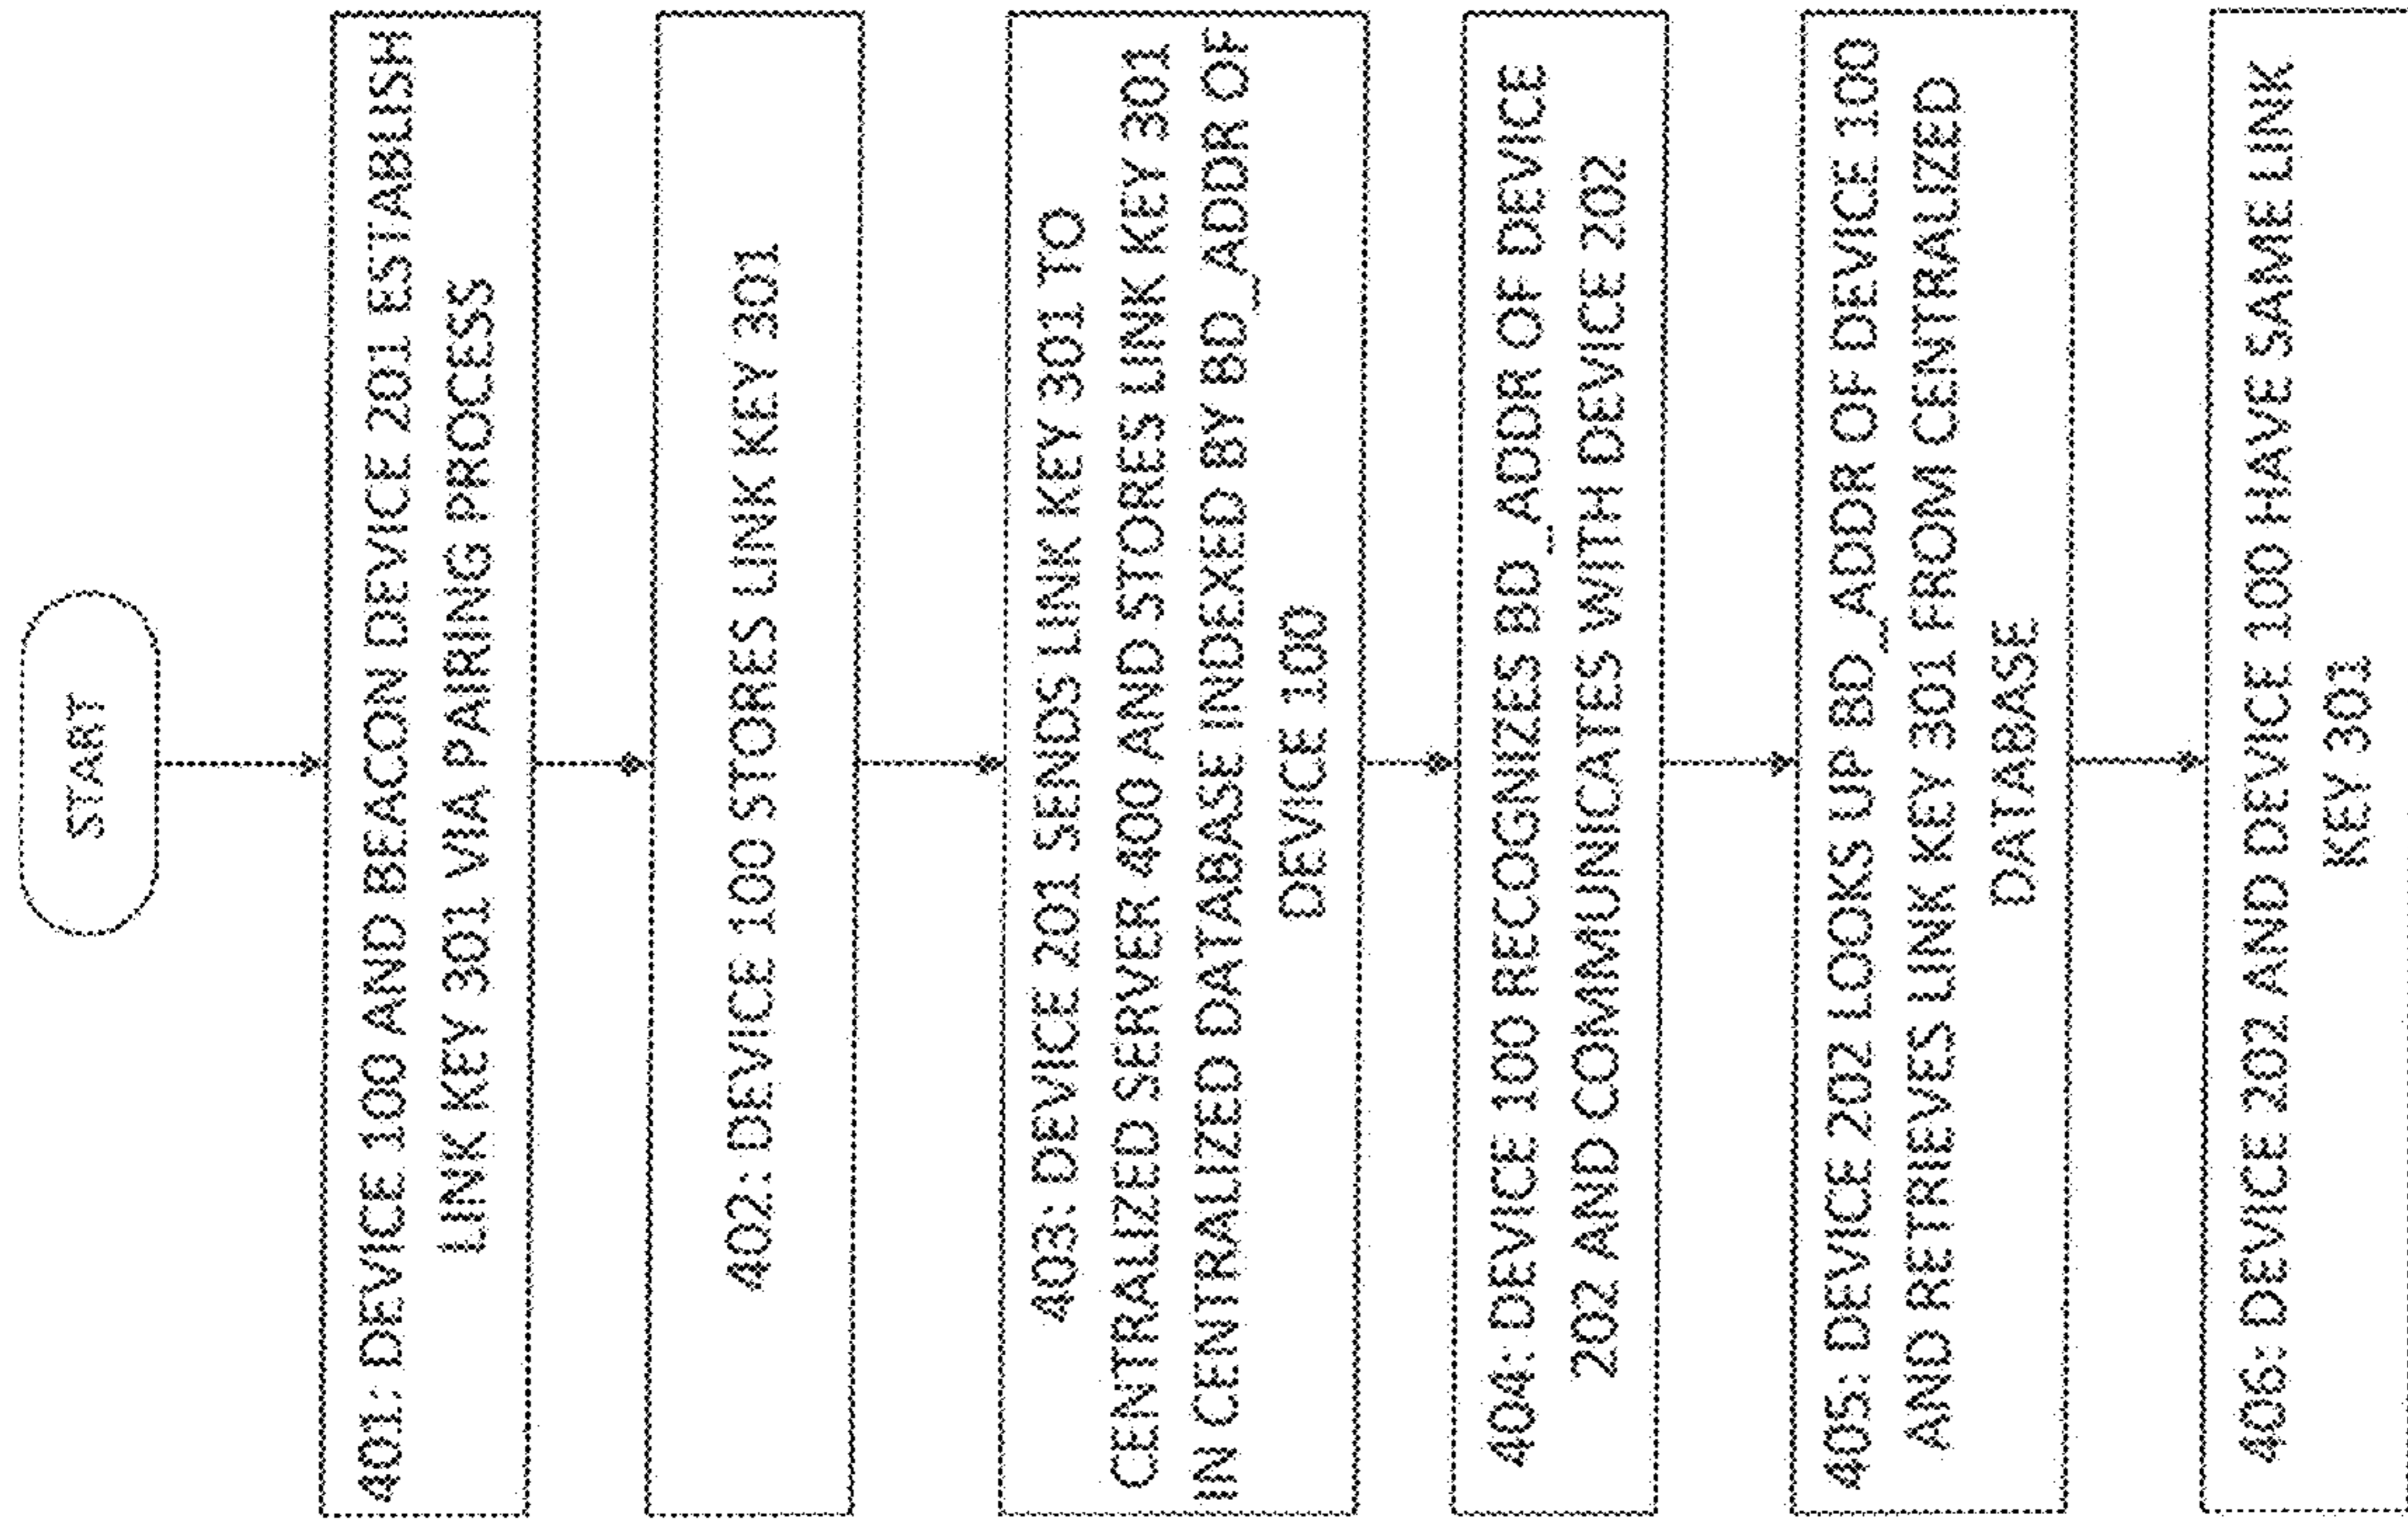 START
401: DEVICE 100 AND BEACON DEVICE 201 ESTABLISH
LINK KEY 301 VIA PAIRING PROCESS
402: DEVICE 100 STORES LINK KEY 301
403: DEVICE 201 SENDS LINK KEY 301 TO
CENTRALIZED SERVER 400 AND STORES LINK KEY 301
IN CENTRALIZED DATABASE INDEXED BY BD_ADDR OF
DEVICE 100
404: DEVICE 100 RECOGNIZES BD_ADDR OF DEVICE
202 AND COMMUNICATES WITH DEVICE 202
405: DEVICE 202 LOOKS UP BD_ADDR OF DEVICE 100
AND RETRIEVES LINK KEY 301 FROM CENTRALIZED
DATABASE
406: DEVICE 202 AND DEVICE 100 HAVE SAME LINK
KEY 301